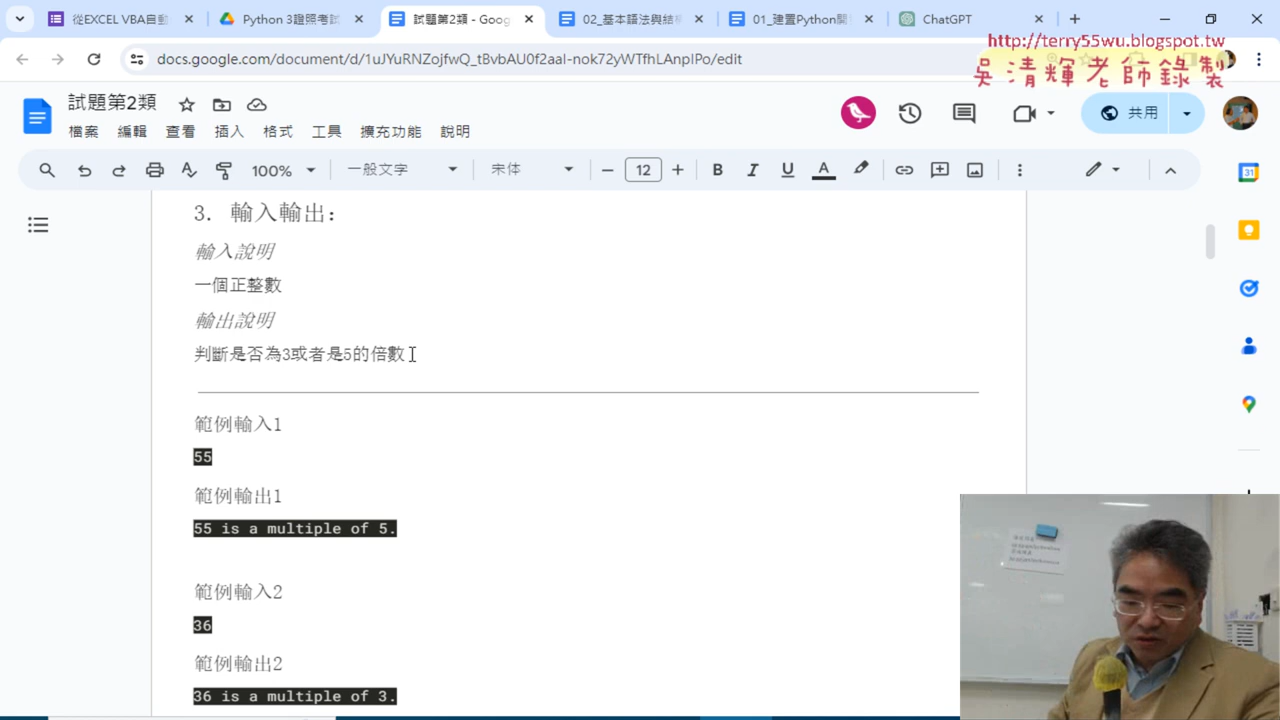 從EXCEL VBA自動
Python 3證照考試
試題第2類 - Goog
02_基本語法與結
01_建置Python開
ChatGPT
docs.google.com/document/d/1uJYuRNZojfwQ_tBvbAU0f2aaI-nok72yWTfhLAnpIPo/edit
http://terry55wu.blogspot.tw
吳清輝老師錄製
試題第2類
檔案 編輯 查看 插入 格式 工具 擴充功能 說明
共用
100% 一般文字 宋体 12 B I U A
31
3. 輸入輸出：
輸入說明
一個正整數
輸出說明
判斷是否為3或者是5的倍數
範例輸入1
55
範例輸出1
55 is a multiple of 5.
範例輸入2
36
範例輸出2
36 is a multiple of 3.